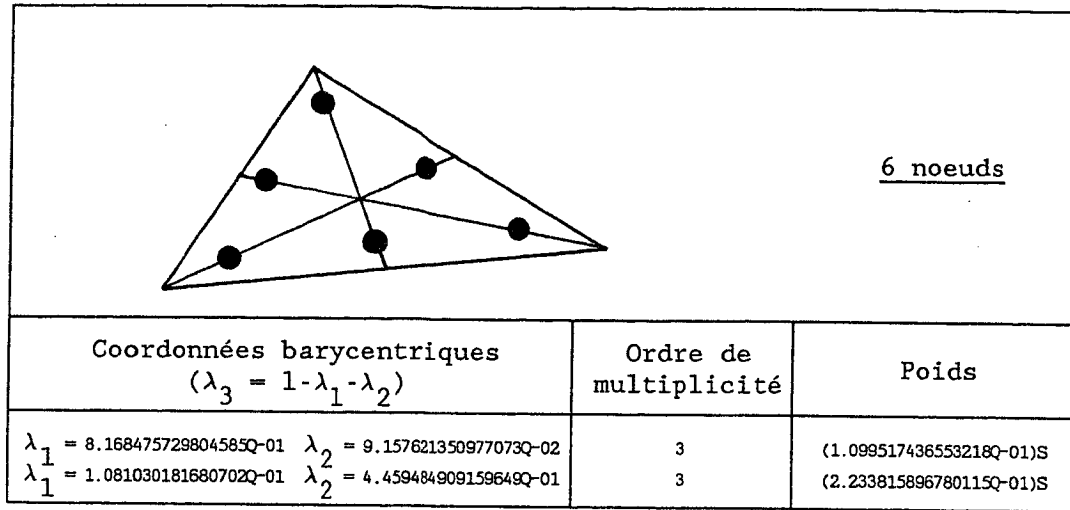 6 noeuds
Coordonnées barycentriques
(λ3 = 1-λ1-λ2)
Ordre de
multiplicité
Poids
λ1 = 8.168475729804585Q-01 λ2 = 9.157621350977073Q-02
3
(1.099517436553218Q-01)S
λ1 = 1.081030181680702Q-01 λ2 = 4.459484909159649Q-01
3
(2.233815896780115Q-01)S